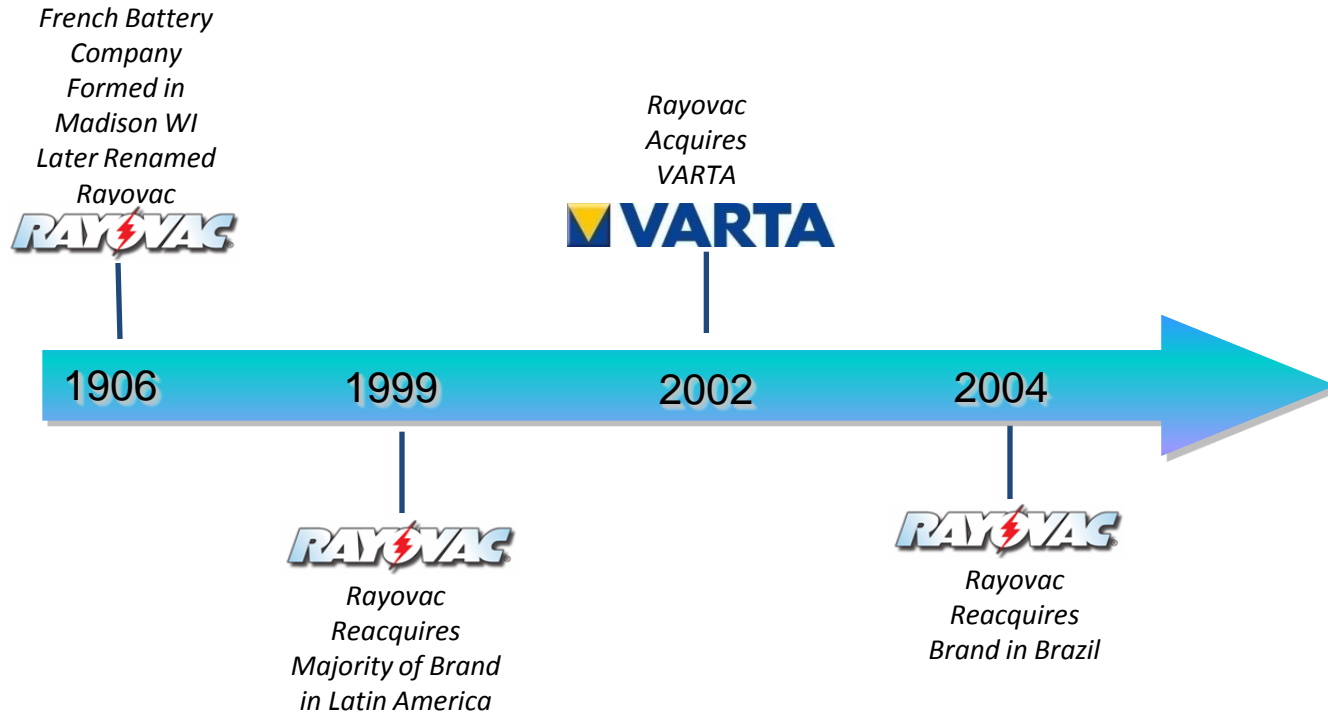 French Battery
Company
Formed in
Madison WI
Later Renamed
Rayovac
RAYOVAC
Rayovac
Acquires
VARTA
VARTA
1906
1999
2002
2004
RAYOVAC
Rayovac
Reacquires
Majority of Brand
in Latin America
RAYOVAC
Rayovac
Reacquires
Brand in Brazil